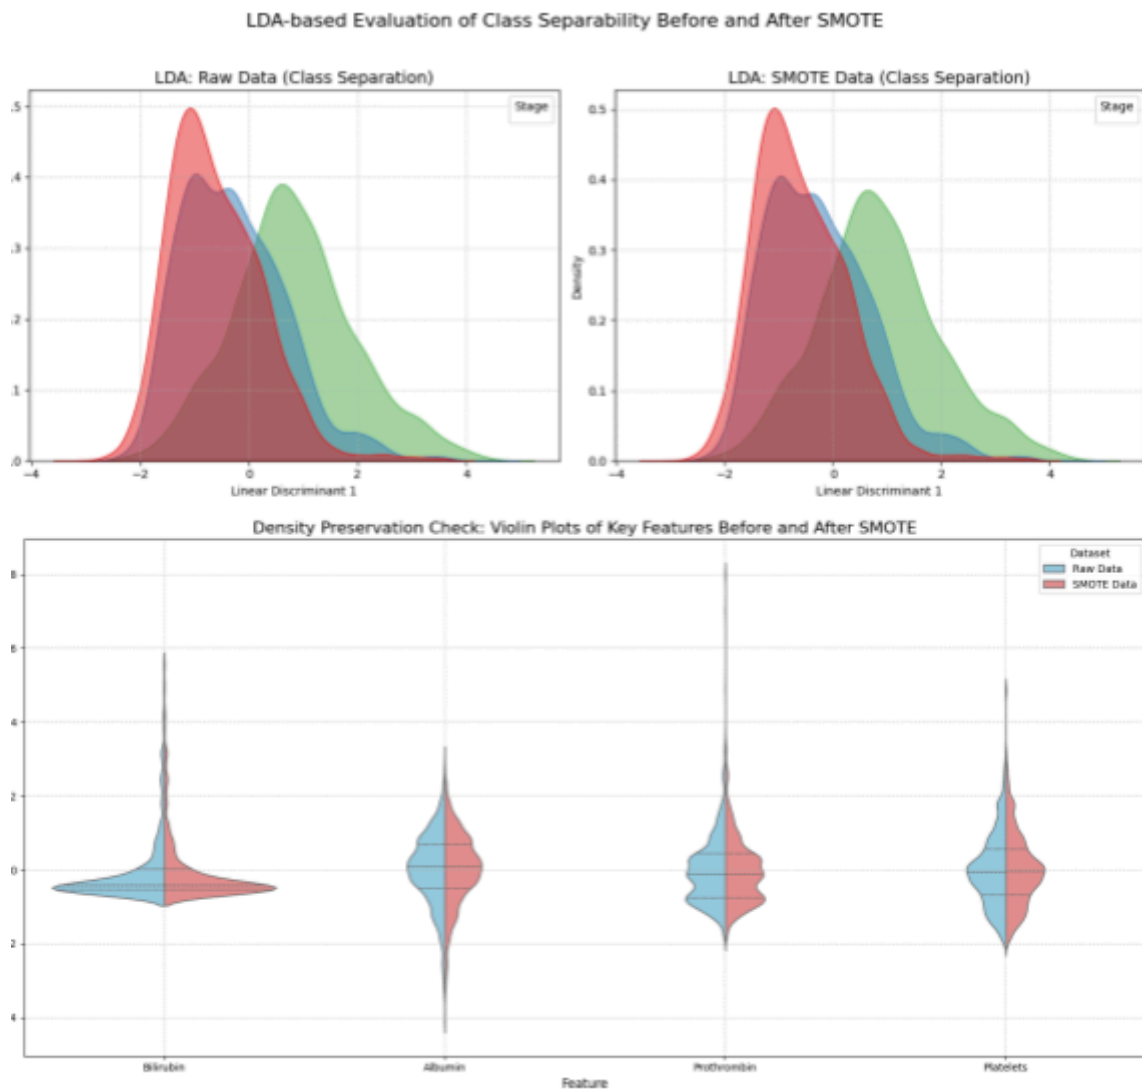 LDA-based Evaluation of Class Separability Before and After SMOTE
LDA: Raw Data (Class Separation)
Stage
.5
.4
.3
.2
.1
.0
−4 −2 0 2 4
Linear Discriminant 1
LDA: SMOTE Data (Class Separation)
Stage
Density
0.5
0.4
0.3
0.2
0.1
0.0
−4 −2 0 2 4
Linear Discriminant 1
Density Preservation Check: Violin Plots of Key Features Before and After SMOTE
Dataset
Raw Data
SMOTE Data
8
6
4
2
0
2
4
Bilirubin Albumin Prothrombin Platelets
Feature